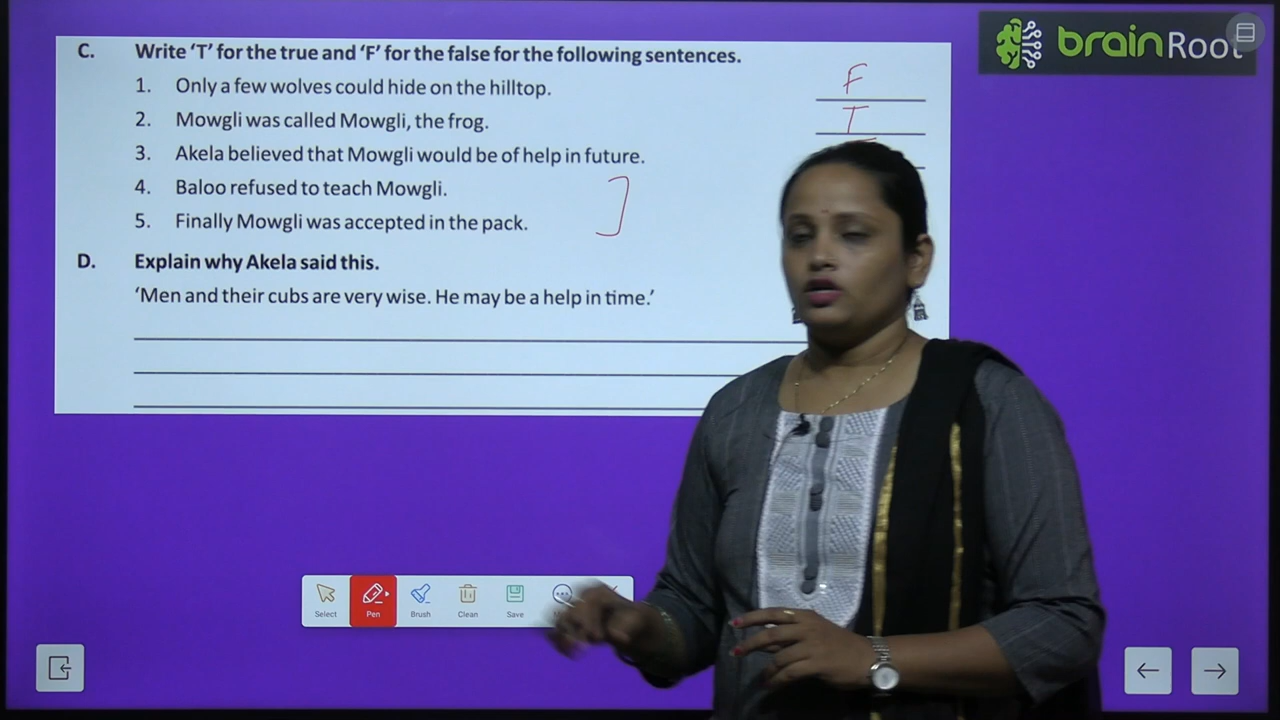 brainRoot
C. Write ‘T’ for the true and ‘F’ for the false for the following sentences.
1. Only a few wolves could hide on the hilltop. F
2. Mowgli was called Mowgli, the frog. T
3. Akela believed that Mowgli would be of help in future.
4. Baloo refused to teach Mowgli.
5. Finally Mowgli was accepted in the pack.
D. Explain why Akela said this.
‘Men and their cubs are very wise. He may be a help in time.’
Select Pen Brush Clean Save